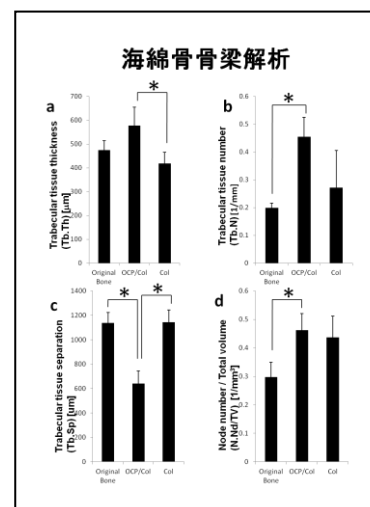 海綿骨骨梁解析
a
Trabecular tissue thickness
(Tb.Th) [μm]
700
600
500
400
300
200
100
0
*
Original
Bone
OCP/Col
Col
b
Trabecular tissue number
(Tb.N) [1/mm]
0.6
0.5
0.4
0.3
0.2
0.1
0
*
Original
Bone
OCP/Col
Col
c
Trabecular tissue separation
(Tb.Sp) [um]
1400
1200
1000
800
600
400
200
0
*
*
Original
Bone
OCP/Col
Col
d
Node number / Total volume
(N.Nd/TV) [1/mm²]
0.6
0.5
0.4
0.3
0.2
0.1
0
*
Original
Bone
OCP/Col
Col